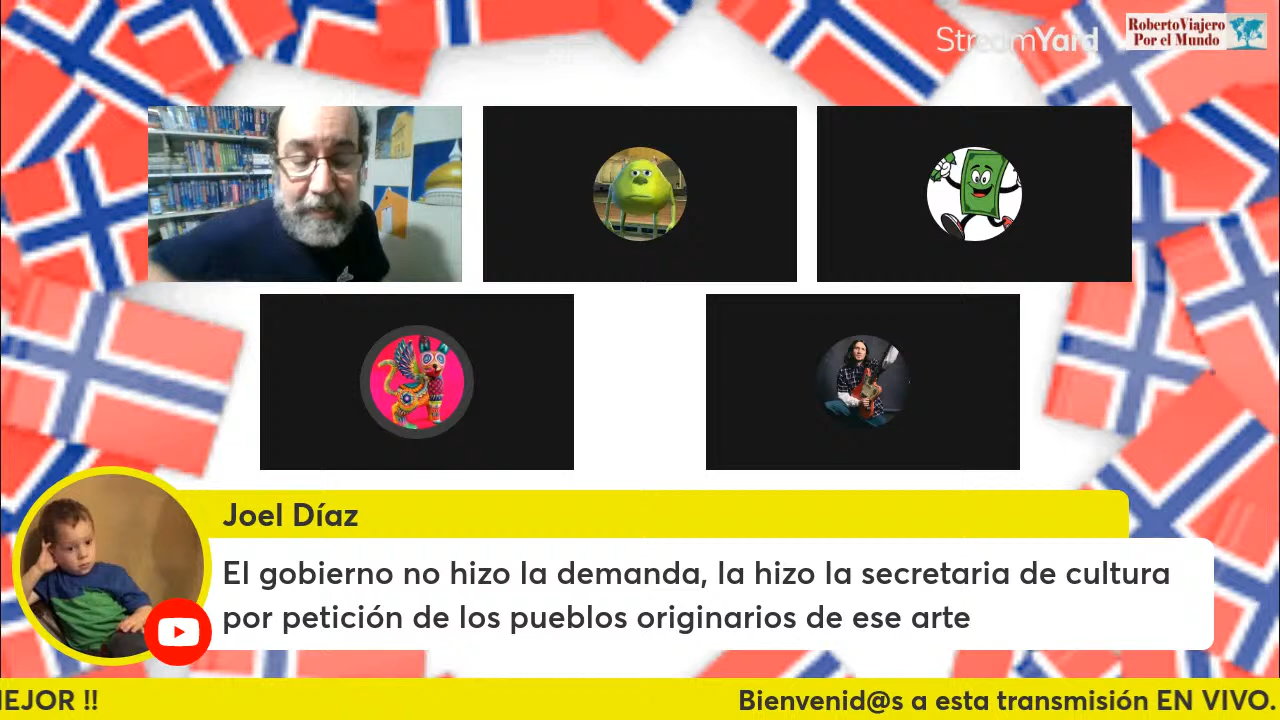 StreamYard
RobertoViajero
Por el Mundo
Joel Díaz
El gobierno no hizo la demanda, la hizo la secretaria de cultura
por petición de los pueblos originarios de ese arte
MEJOR !!
Bienvenid@s a esta transmisión EN VIVO.